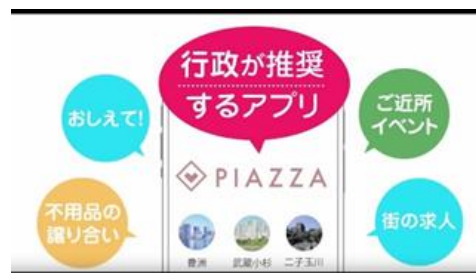 行政が推奨
するアプリ
おしえて!
ご近所
イベント
PIAZZA
不用品の
譲り合い
街の求人
豊洲
武蔵小杉
二子玉川